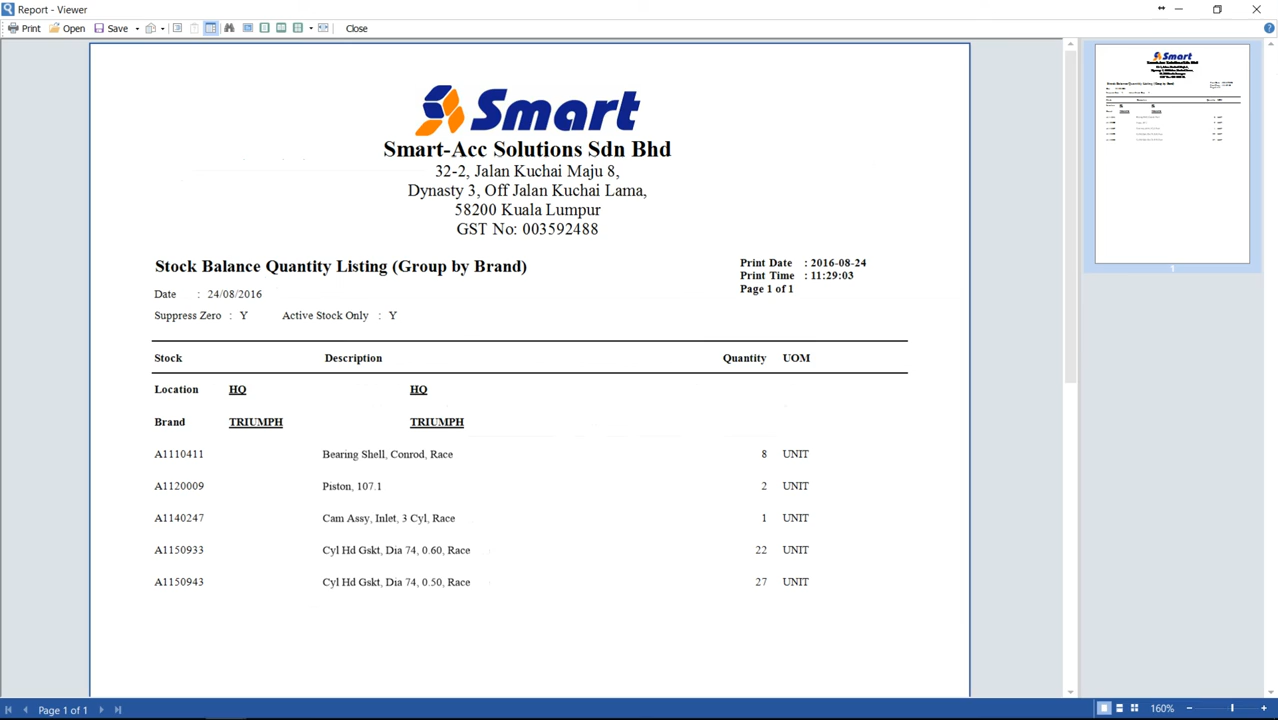 Report - Viewer
Print Open Save Close
Smart
Smart-Acc Solutions Sdn Bhd
32-2, Jalan Kuchai Maju 8,
Dynasty 3, Off Jalan Kuchai Lama,
58200 Kuala Lumpur
GST No: 003592488
Stock Balance Quantity Listing (Group by Brand)
Print Date : 2016-08-24
Print Time : 11:29:03
Page 1 of 1
Date : 24/08/2016
Suppress Zero : Y Active Stock Only : Y
Stock Description Quantity UOM
Location HQ HQ
Brand TRIUMPH TRIUMPH
A1110411 Bearing Shell, Conrod, Race 8 UNIT
A1120009 Piston, 107.1 2 UNIT
A1140247 Cam Assy, Inlet, 3 Cyl, Race 1 UNIT
A1150933 Cyl Hd Gskt, Dia 74, 0.60, Race 22 UNIT
A1150943 Cyl Hd Gskt, Dia 74, 0.50, Race 27 UNIT
1
Page 1 of 1
160%